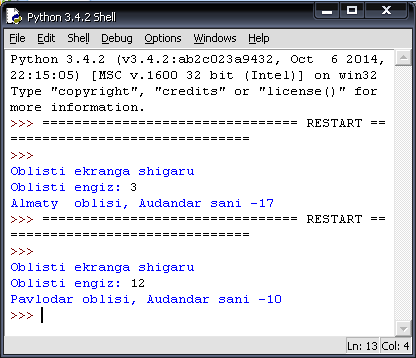 Python 3.4.2 Shell
File Edit Shell Debug Options Windows Help
Python 3.4.2 (v3.4.2:ab2c023a9432, Oct  6 2014,
22:15:05) [MSC v.1600 32 bit (Intel)] on win32
Type "copyright", "credits" or "license()" for
more information.
>>> ================================ RESTART ==
==============================
>>>
Oblisti ekranga shigaru
Oblisti engiz: 3
Almaty  oblisi, Audandar sani -17
>>> ================================ RESTART ==
==============================
>>>
Oblisti ekranga shigaru
Oblisti engiz: 12
Pavlodar oblisi, Audandar sani -10
>>>
Ln: 13 Col: 4